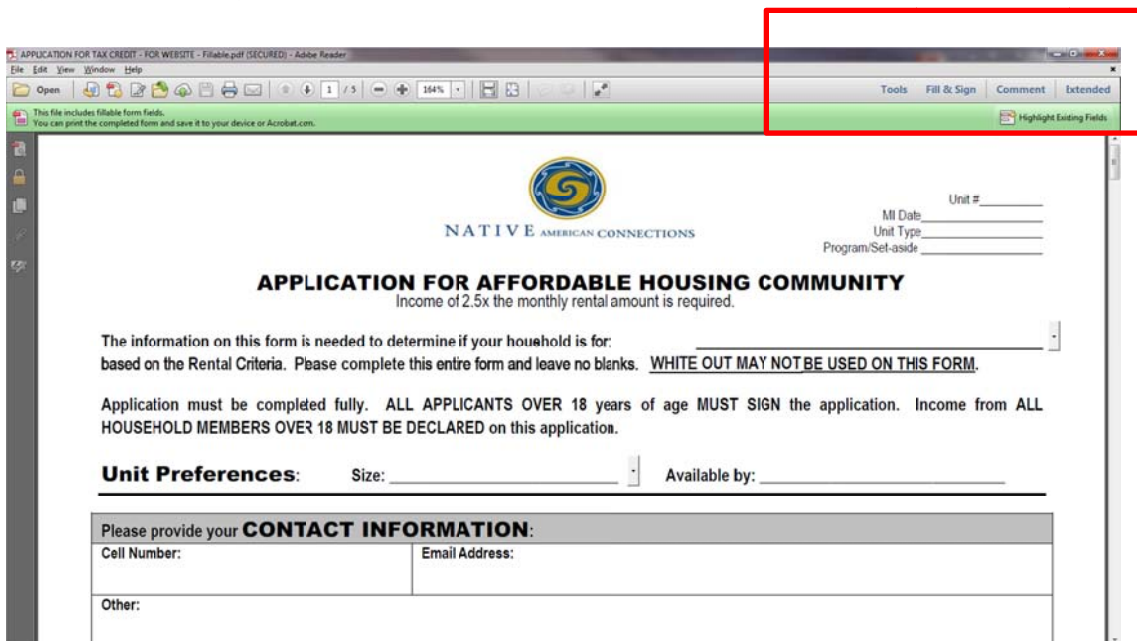 APPLICATION FOR TAX CREDIT - FOR WEBSITE - Fillable.pdf (SECURED) - Adobe Reader
File Edit View Window Help
Open 1 / 5 164% Tools Fill & Sign Comment Extended
This file includes fillable form fields.
You can print the completed form and save it to your device or Acrobat.com.
Highlight Existing Fields
NATIVE AMERICAN CONNECTIONS
Unit #
MI Date
Unit Type
Program/Set-aside
APPLICATION FOR AFFORDABLE HOUSING COMMUNITY
Income of 2.5x the monthly rental amount is required.
The information on this form is needed to determine if your household is for:
based on the Rental Criteria. Please complete this entire form and leave no blanks. WHITE OUT MAY NOT BE USED ON THIS FORM.
Application must be completed fully. ALL APPLICANTS OVER 18 years of age MUST SIGN the application. Income from ALL
HOUSEHOLD MEMBERS OVER 18 MUST BE DECLARED on this application.
Unit Preferences: Size: Available by:
Please provide your CONTACT INFORMATION:
Cell Number: Email Address:
Other: